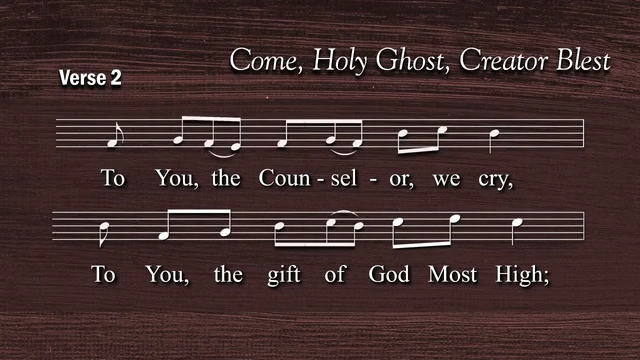 Come, Holy Ghost, Creator Blest
Verse 2
To You, the Coun - sel - or, we cry,
To You, the gift of God Most High;